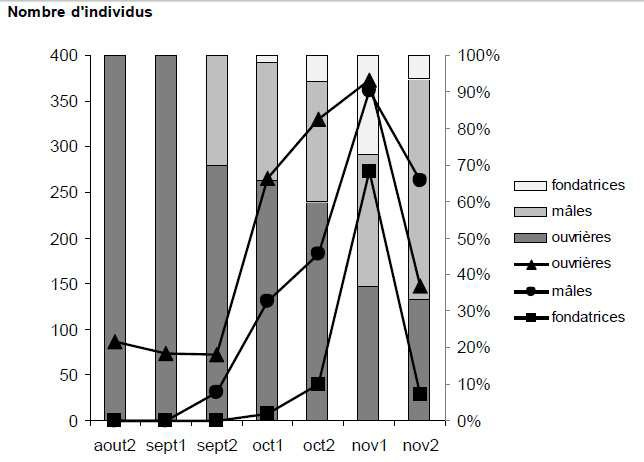 Nombre d'individus
400
350
300
250
200
150
100
50
0
100%
90%
80%
70%
60%
50%
40%
30%
20%
10%
0%
aout2 sept1 sept2 oct1 oct2 nov1 nov2
fondatrices
mâles
ouvrières
ouvrières
mâles
fondatrices